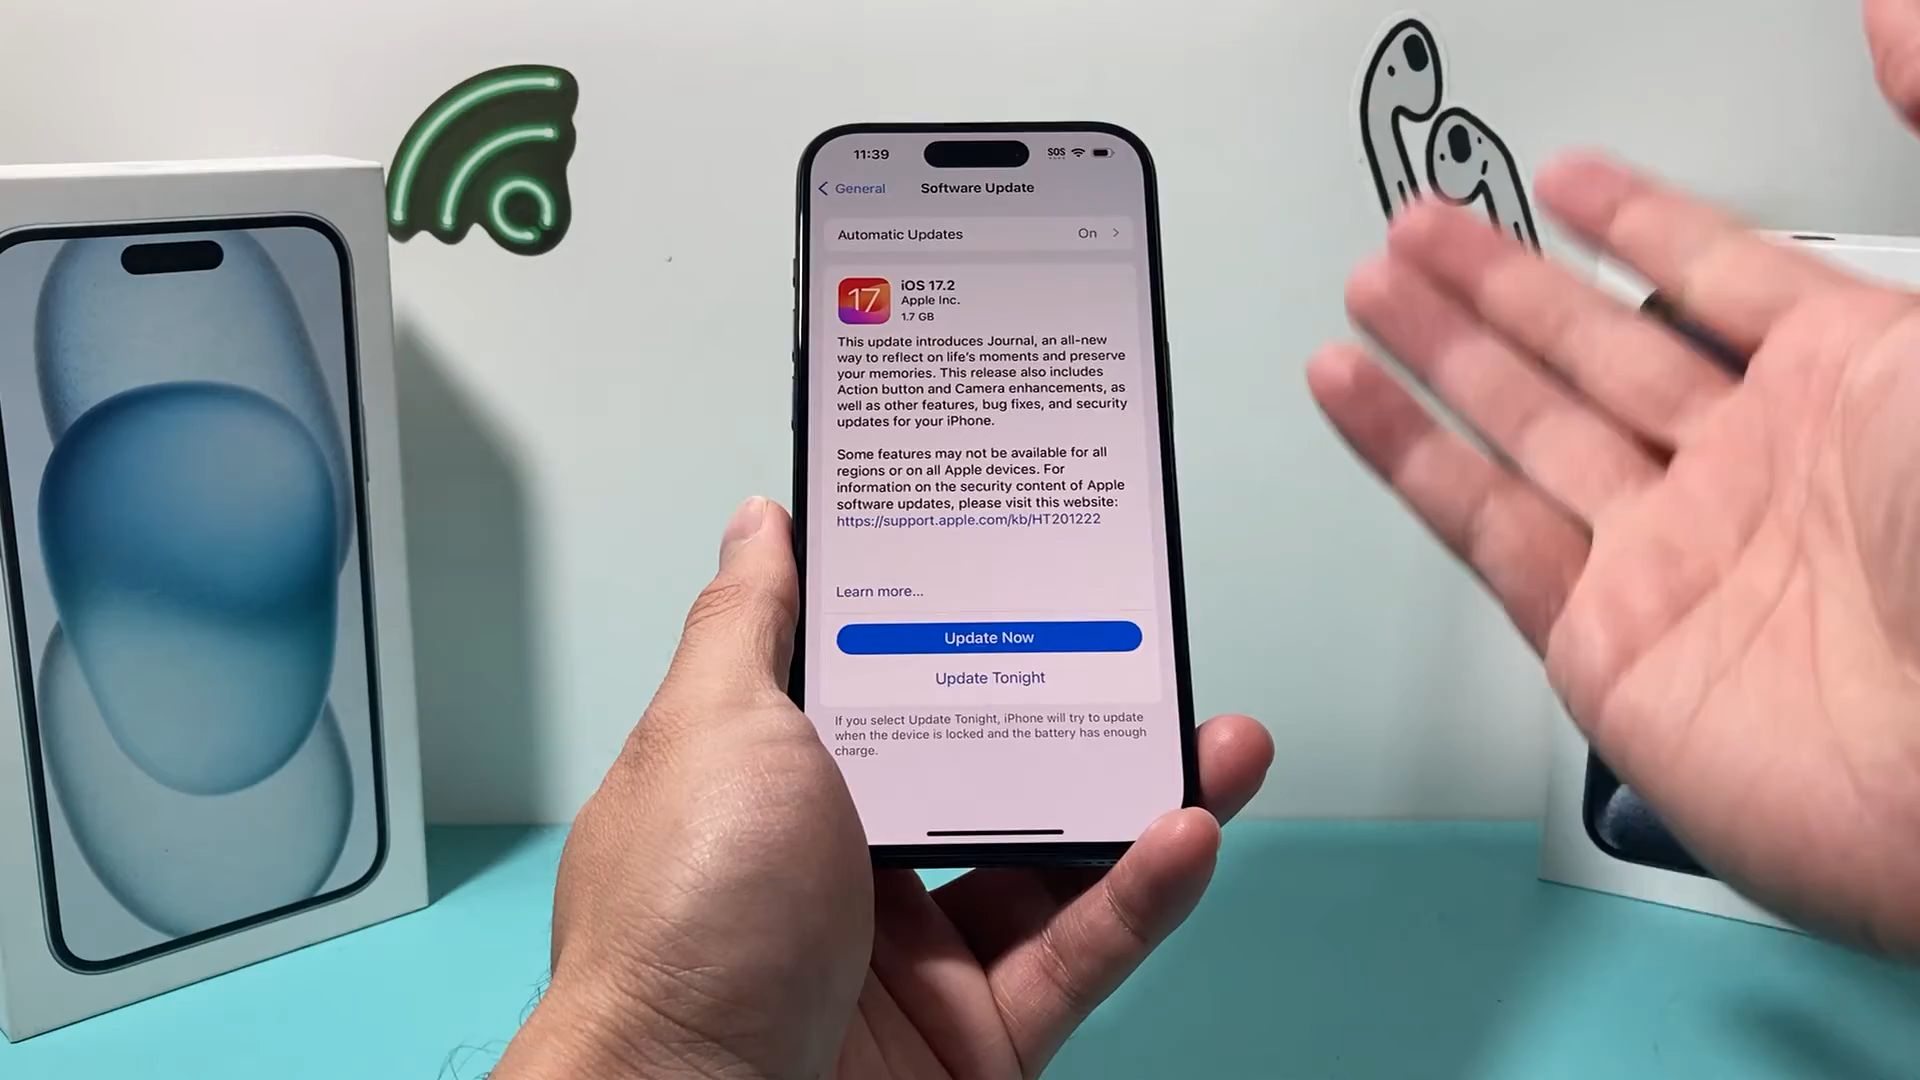 11:39
SOS
General
Software Update
Automatic Updates
On
17
iOS 17.2
Apple Inc.
1.7 GB
This update introduces Journal, an all-new
way to reflect on life's moments and preserve
your memories. This release also includes
Action button and Camera enhancements, as
well as other features, bug fixes, and security
updates for your iPhone.
Some features may not be available for all
regions or on all Apple devices. For
information on the security content of Apple
software updates, please visit this website:
https://support.apple.com/kb/HT201222
Learn more...
Update Now
Update Tonight
If you select Update Tonight, iPhone will try to update
when the device is locked and the battery has enough
charge.